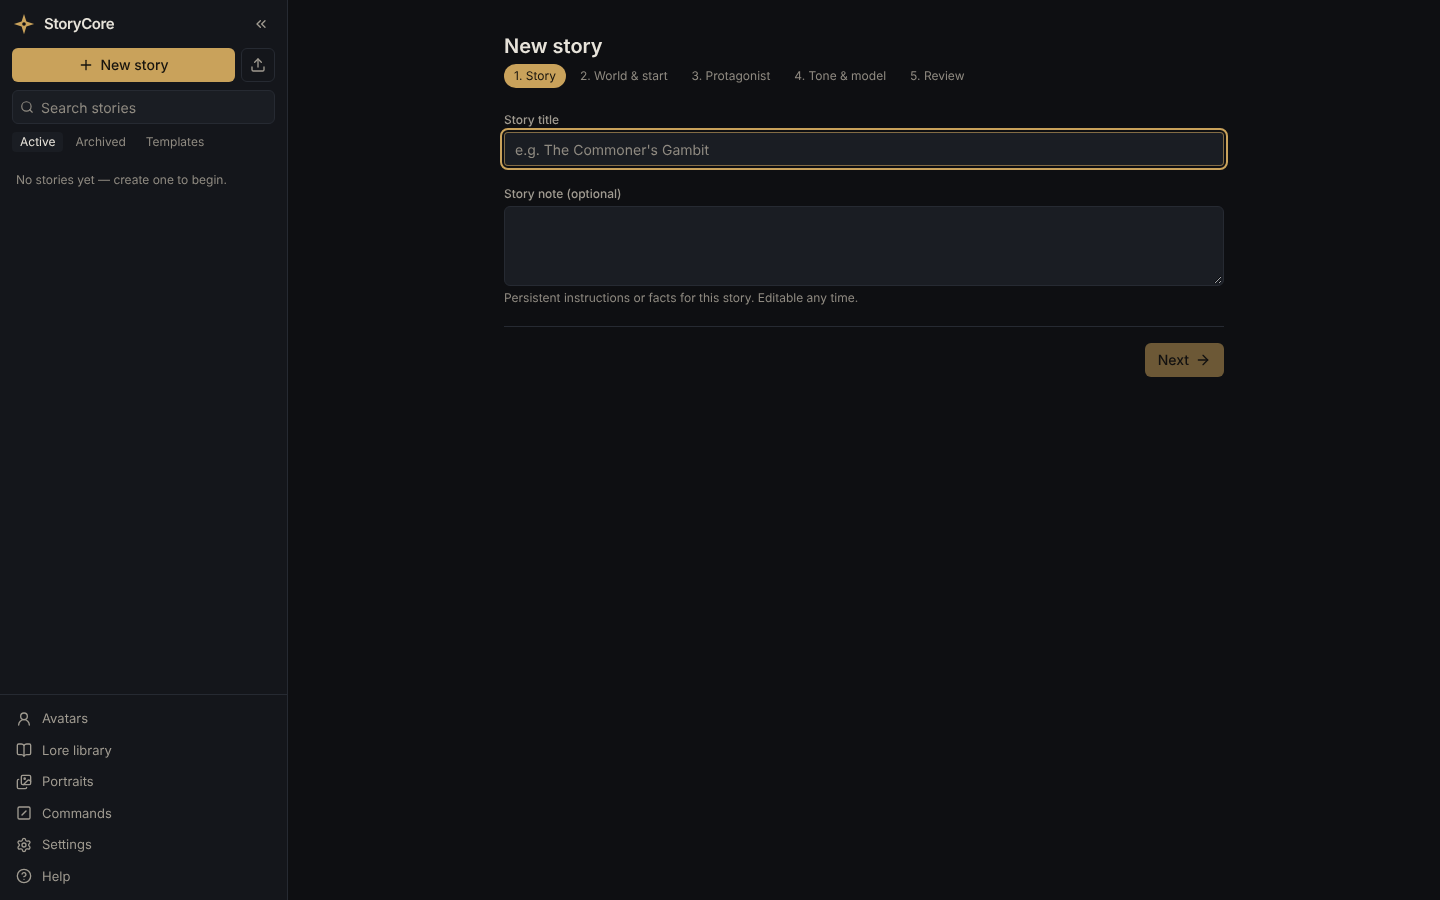 StoryCore
New story
Search stories
Active Archived Templates
No stories yet — create one to begin.
Avatars
Lore library
Portraits
Commands
Settings
Help
New story
1. Story 2. World & start 3. Protagonist 4. Tone & model 5. Review
Story title
e.g. The Commoner's Gambit
Story note (optional)
Persistent instructions or facts for this story. Editable any time.
Next